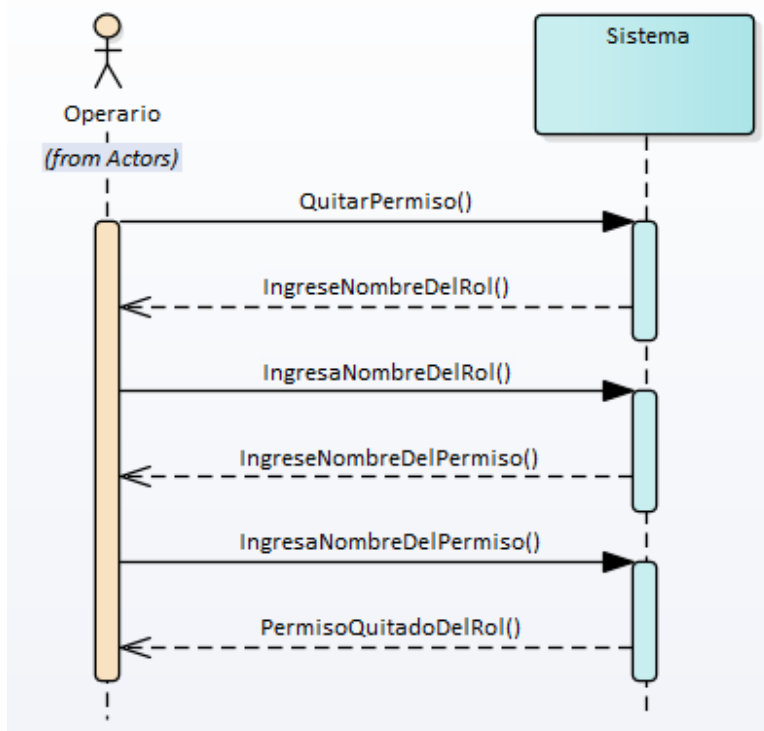 Sistema
Operario
(from Actors)
QuitarPermiso()
IngreseNombreDelRol()
IngresaNombreDelRol()
IngreseNombreDelPermiso()
IngresaNombreDelPermiso()
PermisoQuitadoDelRol()